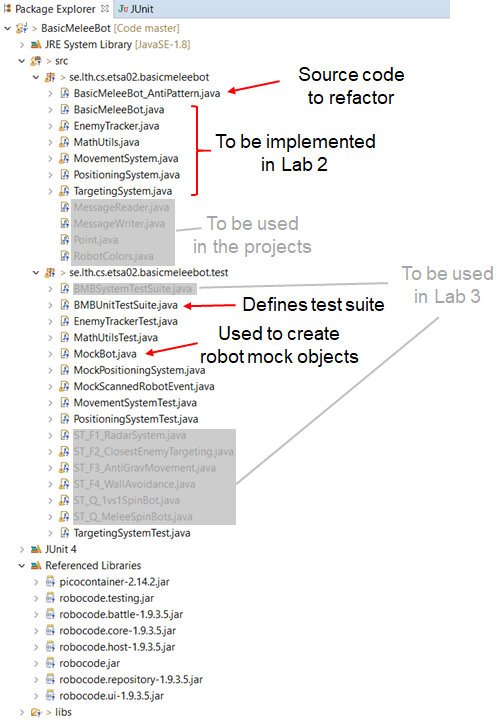 Package Explorer JUnit
BasicMeleeBot [Code master]
JRE System Library [JavaSE-1.8]
src
se.lth.cs.etsa02.basicmeleebot
BasicMeleeBot_AntiPattern.java
BasicMeleeBot.java
EnemyTracker.java
MathUtils.java
MovementSystem.java
PositioningSystem.java
TargetingSystem.java
MessageReader.java
MessageWriter.java
Point.java
RobotColors.java
se.lth.cs.etsa02.basicmeleebot.test
BMBSystemTestSuite.java
BMBUnitTestSuite.java
EnemyTrackerTest.java
MathUtilsTest.java
MockBot.java
MockPositioningSystem.java
MockScannedRobotEvent.java
MovementSystemTest.java
PositioningSystemTest.java
ST_F1_RadarSystem.java
ST_F2_ClosestEnemyTargeting.java
ST_F3_AntiGravMovement.java
ST_F4_WallAvoidance.java
ST_Q_1vs1SpinBot.java
ST_Q_MeleeSpinBots.java
TargetingSystemTest.java
JUnit 4
Referenced Libraries
picocontainer-2.14.2.jar
robocode.testing.jar
robocode.battle-1.9.3.5.jar
robocode.core-1.9.3.5.jar
robocode.host-1.9.3.5.jar
robocode.jar
robocode.repository-1.9.3.5.jar
robocode.ui-1.9.3.5.jar
libs
Source code
to refactor
To be implemented
in Lab 2
To be used
in the projects
To be used
in Lab 3
Defines test suite
Used to create
robot mock objects